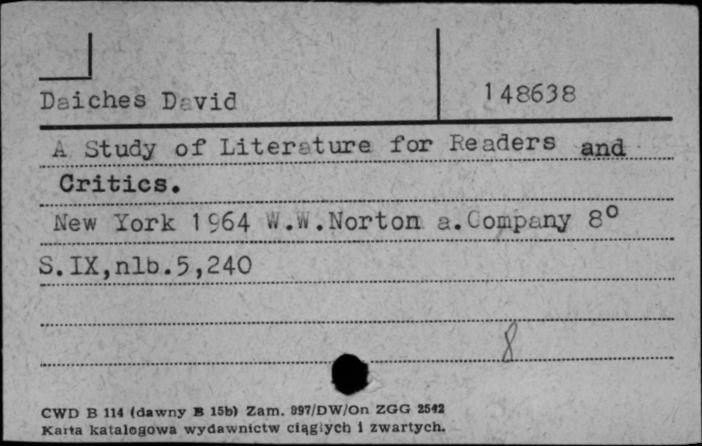 Daiches David 148638
A Study of Literature for Readers and
Critics.
New York 1964 W.W.Norton a.Company 8°
S.IX,nlb.5,240
8
CWD B 114 (dawny B 15b) Zam. 897/DW/On ZGG 2542
Karta katalogowa wydawnictw ciągłych i zwartych.